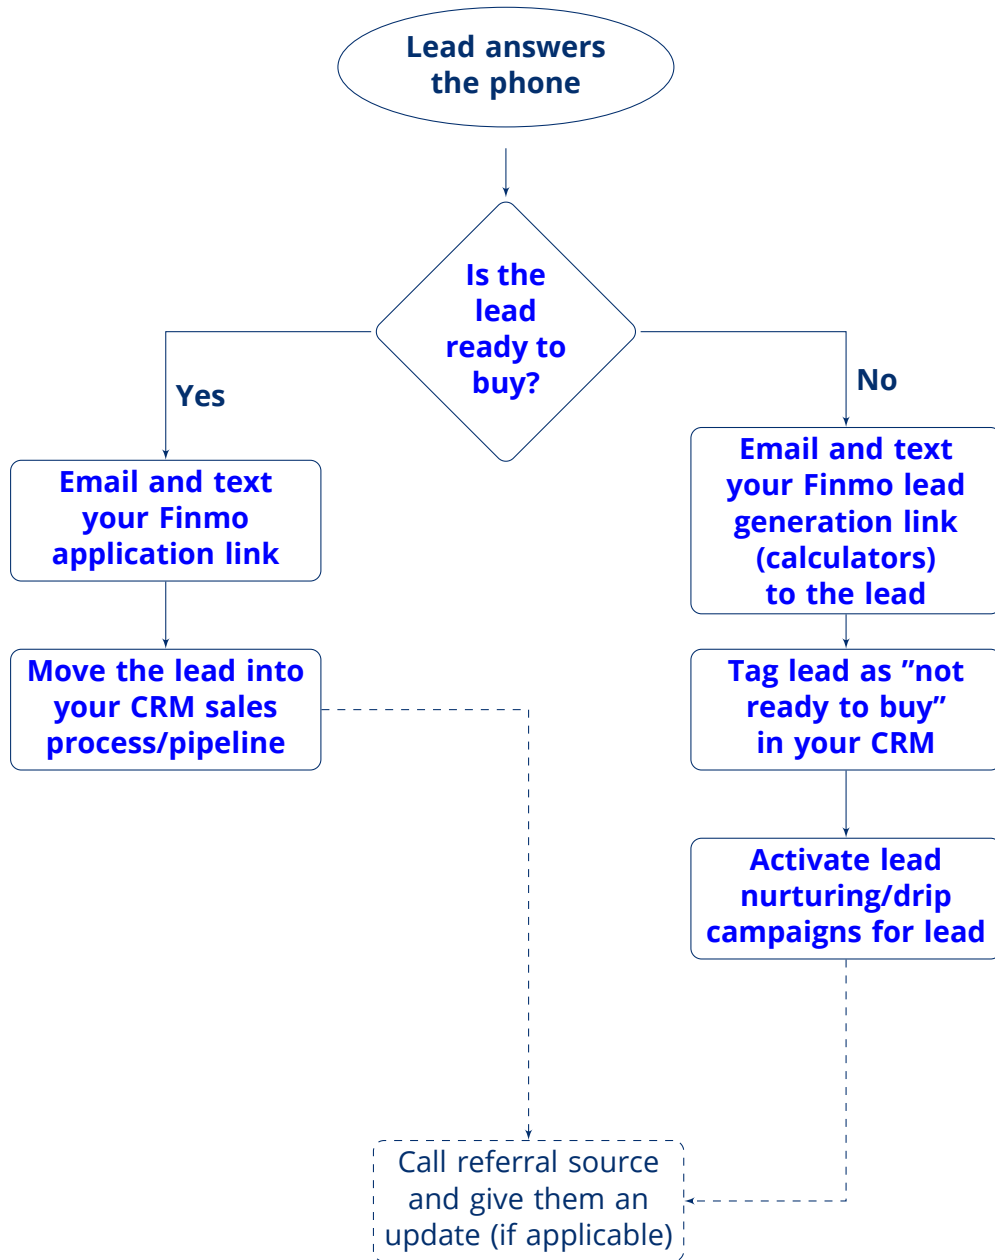 Lead answers
the phone
Is the
lead
ready to
buy?
Yes
No
Email and text
your Finmo
application link
Email and text
your Finmo lead
generation link
(calculators)
to the lead
Move the lead into
your CRM sales
process/pipeline
Tag lead as ”not
ready to buy”
in your CRM
Activate lead
nurturing/drip
campaigns for lead
Call referral source
and give them an
update (if applicable)